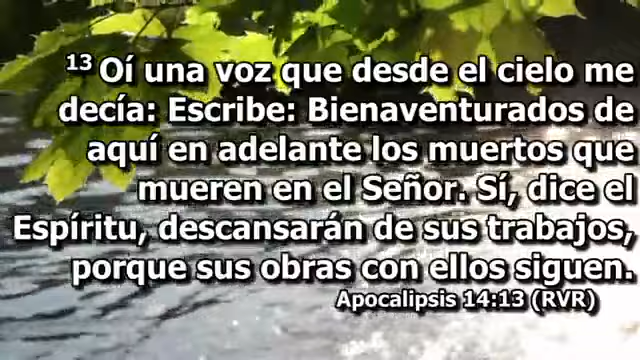 13 Oí una voz que desde el cielo me
decía: Escribe: Bienaventurados de
aquí en adelante los muertos que
mueren en el Señor. Sí, dice el
Espíritu, descansarán de sus trabajos,
porque sus obras con ellos siguen.
Apocalipsis 14:13 (RVR)